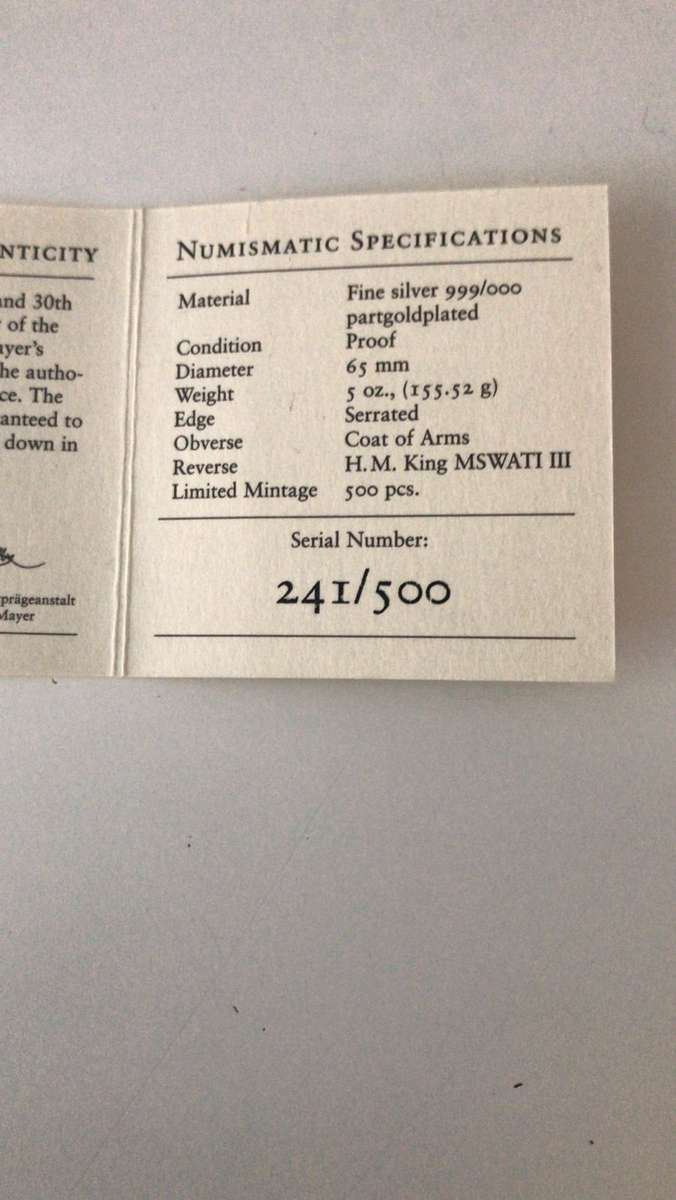 NTICITY
and 30th
of the
ayer's
he autho-
ce. The
anteed to
down in
prägeanstalt
Mayer
NUMISMATIC SPECIFICATIONS
Material Fine silver 999/000
partgoldplated
Condition Proof
Diameter 65 mm
Weight 5 oz., (155.52 g)
Edge Serrated
Obverse Coat of Arms
Reverse H.M. King MSWATI III
Limited Mintage 500 pcs.
Serial Number:
241/500